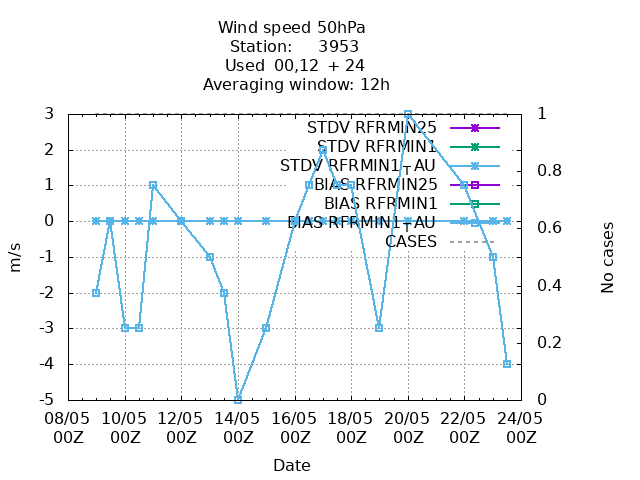 Wind speed 50hPa
Station: 3953
Used 00,12 + 24
Averaging window: 12h
3
2
1
0
-1
-2
-3
-4
-5
m/s
1
0.8
0.6
0.4
0.2
0
No cases
STDV RFRMIN25
STDV RFRMIN1
STDV RFRMIN1TAU
BIAS RFRMIN25
BIAS RFRMIN1
BIAS RFRMIN1TAU
CASES
08/05 10/05 12/05 14/05 16/05 18/05 20/05 22/05 24/05
00Z 00Z 00Z 00Z 00Z 00Z 00Z 00Z 00Z
Date